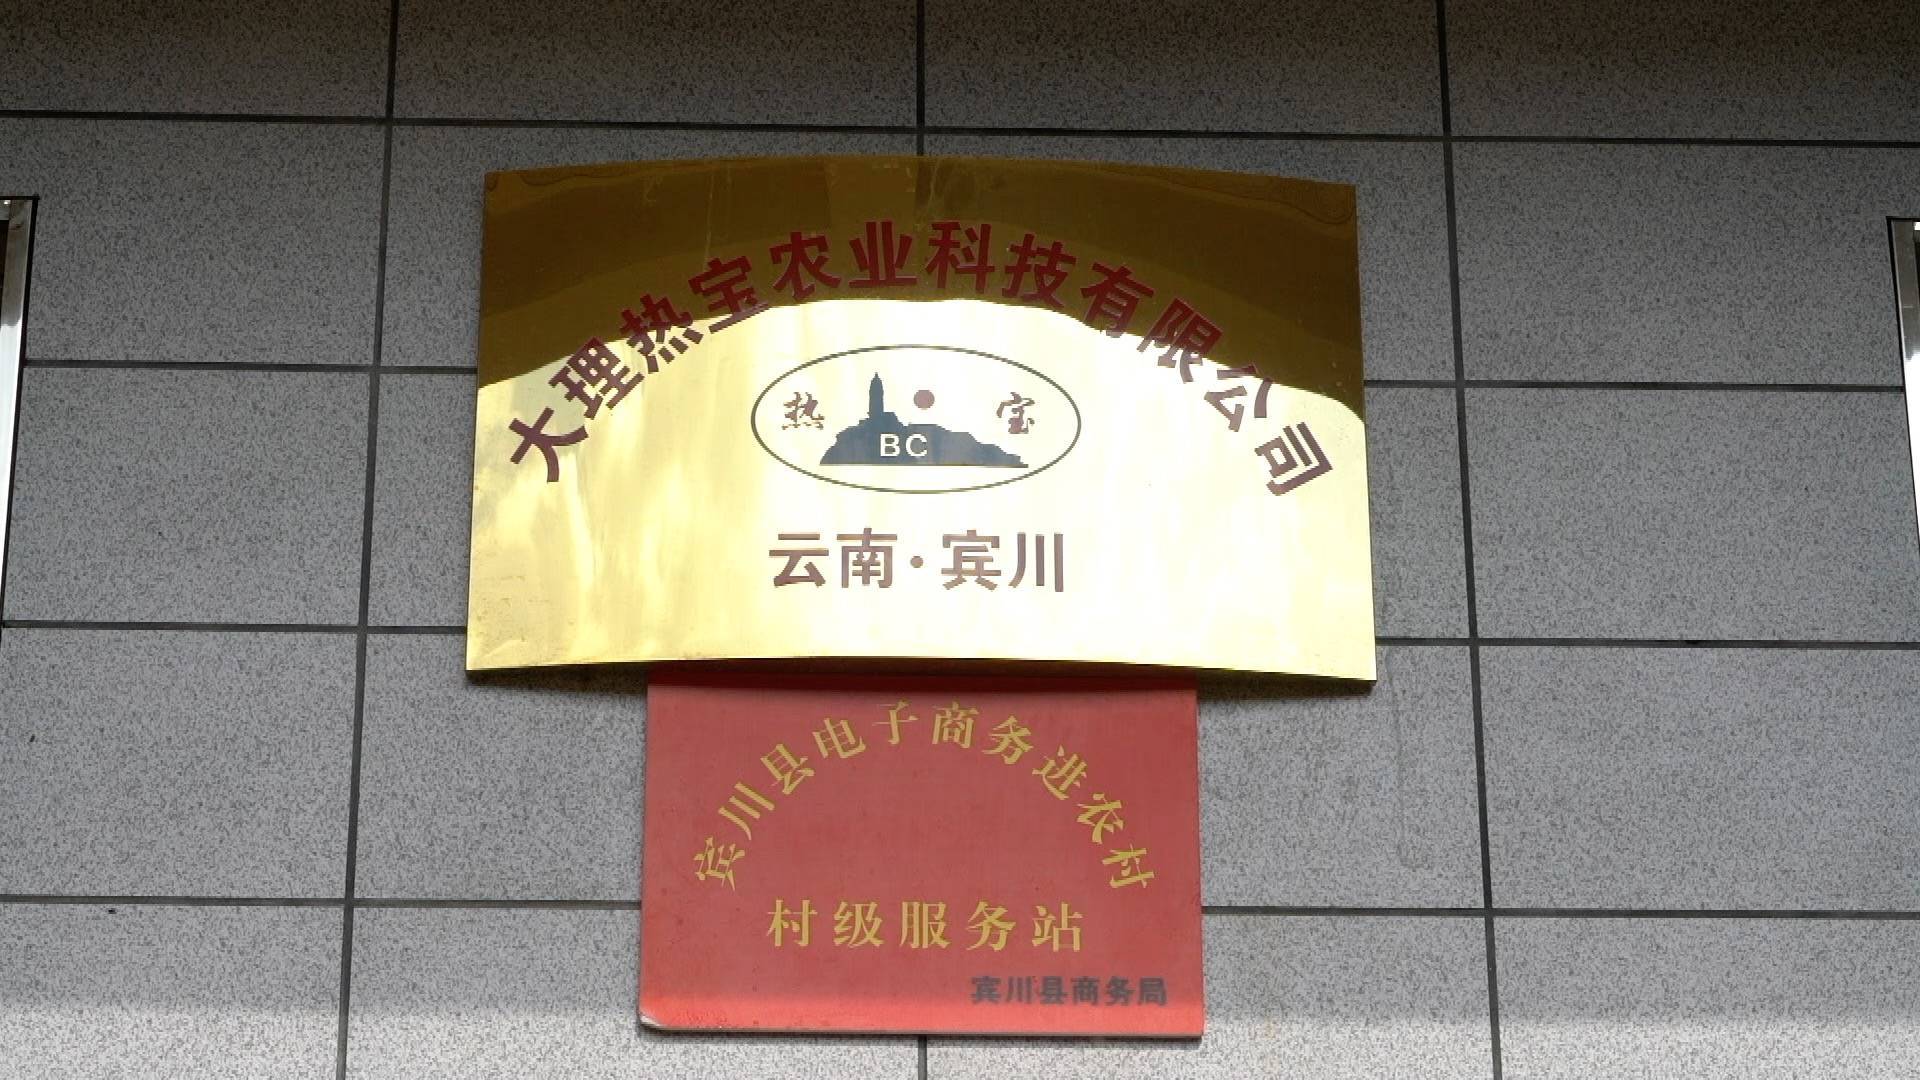 大理热宝农业科技有限公司
热 宝
BC
云南·宾川
宾川县电子商务进农村
村级服务站
宾川县商务局